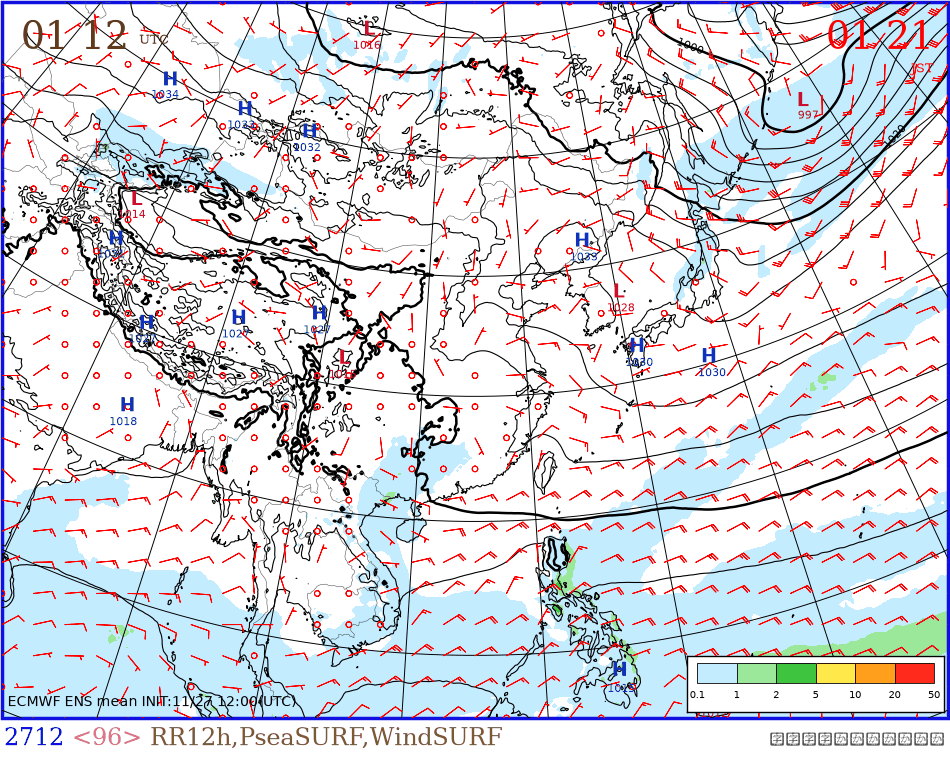 01 12 UTC
01 21
JST
L
1016
H
1034
H
1033
H
1032
L
997
1000
1020
L
1014
H
H
1033
L
1028
H
H
1027
H
1027
H
1030
H
1030
L
H
1018
H
0.1 1 2 5 10 20 50
ECMWF ENS mean INIT:11/27 12:00(UTC)
2712 <96> RR12h,PseaSURF,WindSURF